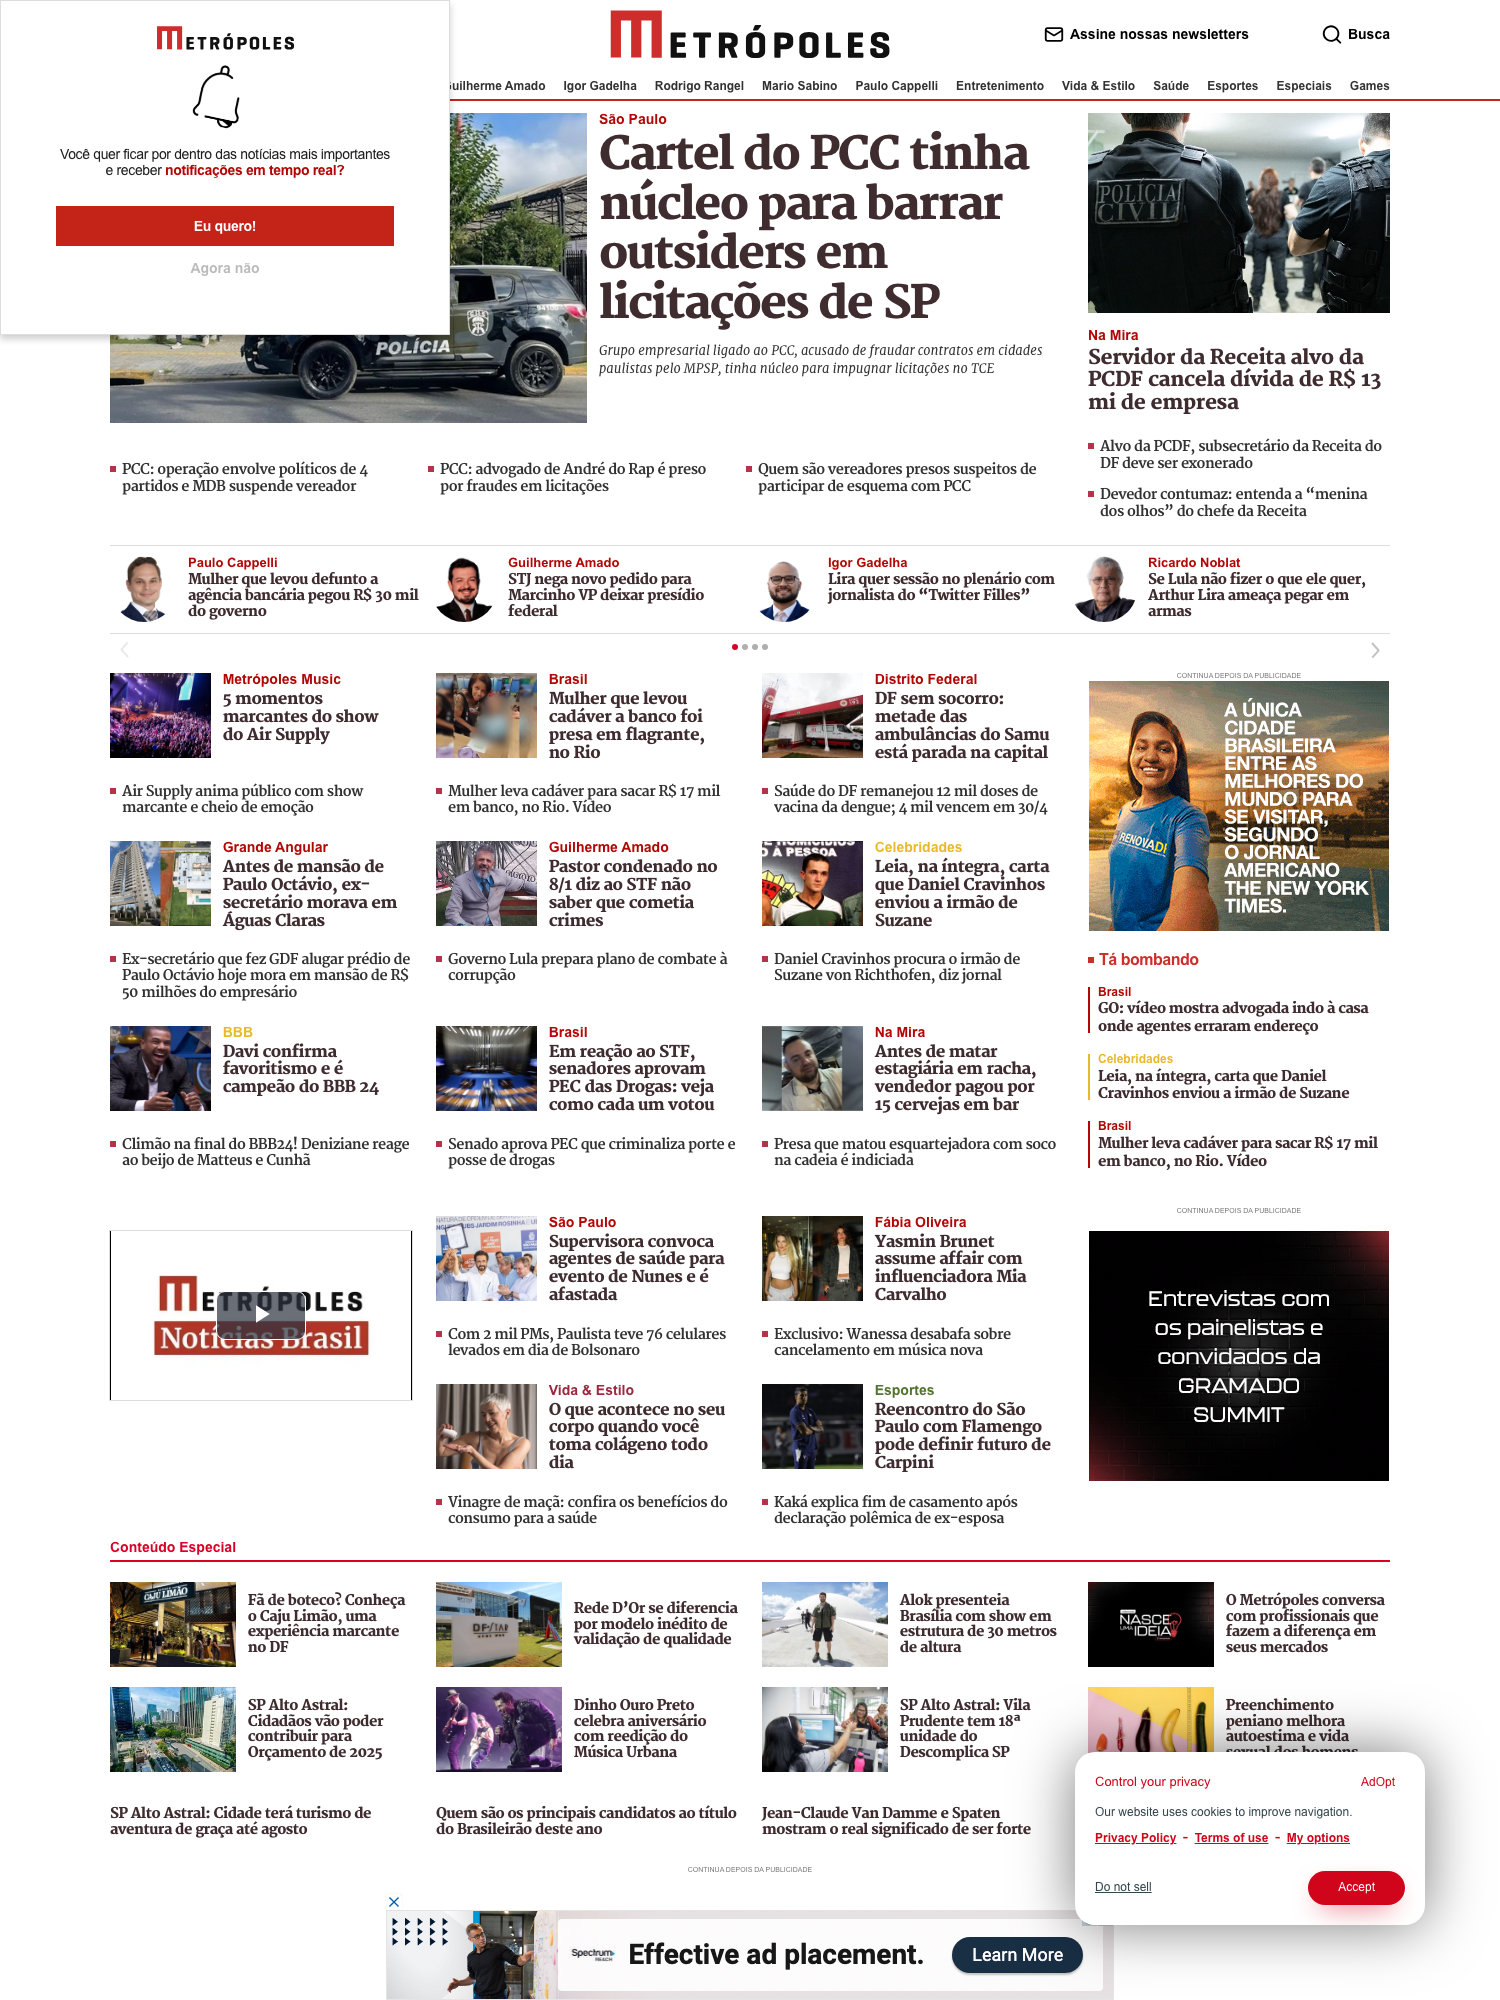 METRÓPOLES
Você quer ficar por dentro das notícias mais importantes
e receber notificações em tempo real?
Eu quero!
Agora não
METRÓPOLES
Assine nossas newsletters
Busca
Guilherme Amado Igor Gadelha Rodrigo Rangel Mario Sabino Paulo Cappelli Entretenimento Vida & Estilo Saúde Esportes Especiais Games
POLÍCIA
São Paulo
Cartel do PCC tinha
núcleo para barrar
outsiders em
licitações de SP
Grupo empresarial ligado ao PCC, acusado de fraudar contratos em cidades
paulistas pelo MPSP, tinha núcleo para impugnar licitações no TCE
POLÍCIA
CIVIL
Na Mira
Servidor da Receita alvo da
PCDF cancela dívida de R$ 13
mi de empresa
Alvo da PCDF, subsecretário da Receita do
DF deve ser exonerado
Devedor contumaz: entenda a “menina
dos olhos” do chefe da Receita
PCC: operação envolve políticos de 4
partidos e MDB suspende vereador
PCC: advogado de André do Rap é preso
por fraudes em licitações
Quem são vereadores presos suspeitos de
participar de esquema com PCC
Paulo Cappelli
Mulher que levou defunto a
agência bancária pegou R$ 30 mil
do governo
Guilherme Amado
STJ nega novo pedido para
Marcinho VP deixar presídio
federal
Igor Gadelha
Lira quer sessão no plenário com
jornalista do “Twitter Filles”
Ricardo Noblat
Se Lula não fizer o que ele quer,
Arthur Lira ameaça pegar em
armas
Metrópoles Music
5 momentos
marcantes do show
do Air Supply
Air Supply anima público com show
marcante e cheio de emoção
Brasil
Mulher que levou
cadáver a banco foi
presa em flagrante,
no Rio
Mulher leva cadáver para sacar R$ 17 mil
em banco, no Rio. Vídeo
Distrito Federal
DF sem socorro:
metade das
ambulâncias do Samu
está parada na capital
Saúde do DF remanejou 12 mil doses de
vacina da dengue; 4 mil vencem em 30/4
CONTINUA DEPOIS DA PUBLICIDADE
A ÚNICA
CIDADE
BRASILEIRA
ENTRE AS
MELHORES DO
MUNDO PARA
SE VISITAR,
SEGUNDO
O JORNAL
AMERICANO
THE NEW YORK
TIMES.
RENOVADF
Grande Angular
Antes de mansão de
Paulo Octávio, ex-
secretário morava em
Águas Claras
Ex-secretário que fez GDF alugar prédio de
Paulo Octávio hoje mora em mansão de R$
50 milhões do empresário
Guilherme Amado
Pastor condenado no
8/1 diz ao STF não
saber que cometia
crimes
Governo Lula prepara plano de combate à
corrupção
E HOMICÍDIOS
O À PESSOA
Celebridades
Leia, na íntegra, carta
que Daniel Cravinhos
enviou a irmão de
Suzane
Daniel Cravinhos procura o irmão de
Suzane von Richthofen, diz jornal
Tá bombando
Brasil
GO: vídeo mostra advogada indo à casa
onde agentes erraram endereço
Celebridades
Leia, na íntegra, carta que Daniel
Cravinhos enviou a irmão de Suzane
Brasil
Mulher leva cadáver para sacar R$ 17 mil
em banco, no Rio. Vídeo
BBB
Davi confirma
favoritismo e é
campeão do BBB 24
Climão na final do BBB24! Deniziane reage
ao beijo de Matteus e Cunhã
Brasil
Em reação ao STF,
senadores aprovam
PEC das Drogas: veja
como cada um votou
Senado aprova PEC que criminaliza porte e
posse de drogas
Na Mira
Antes de matar
estagiária em racha,
vendedor pagou por
15 cervejas em bar
Presa que matou esquartejadora com soco
na cadeia é indiciada
METRÓPOLES
Notícias Brasil
São Paulo
Supervisora convoca
agentes de saúde para
evento de Nunes e é
afastada
Com 2 mil PMs, Paulista teve 76 celulares
levados em dia de Bolsonaro
Fábia Oliveira
Yasmin Brunet
assume affair com
influenciadora Mia
Carvalho
Exclusivo: Wanessa desabafa sobre
cancelamento em música nova
CONTINUA DEPOIS DA PUBLICIDADE
Entrevistas com
os painelistas e
convidados da
GRAMADO
SUMMIT
Vida & Estilo
O que acontece no seu
corpo quando você
toma colágeno todo
dia
Vinagre de maçã: confira os benefícios do
consumo para a saúde
Esportes
Reencontro do São
Paulo com Flamengo
pode definir futuro de
Carpini
Kaká explica fim de casamento após
declaração polêmica de ex-esposa
Conteúdo Especial
CAJU LIMÃO
Fã de boteco? Conheça
o Caju Limão, uma
experiência marcante
no DF
DF STAR
Rede D’Or se diferencia
por modelo inédito de
validação de qualidade
Alok presenteia
Brasília com show em
estrutura de 30 metros
de altura
NASCE
UMA IDEIA
O Metrópoles conversa
com profissionais que
fazem a diferença em
seus mercados
SP Alto Astral:
Cidadãos vão poder
contribuir para
Orçamento de 2025
Dinho Ouro Preto
celebra aniversário
com reedição do
Música Urbana
SP Alto Astral: Vila
Prudente tem 18ª
unidade do
Descomplica SP
Preenchimento
peniano melhora
autoestima e vida
sexual dos homens
SP Alto Astral: Cidade terá turismo de
aventura de graça até agosto
Quem são os principais candidatos ao título
do Brasileirão deste ano
Jean-Claude Van Damme e Spaten
mostram o real significado de ser forte
Control your privacy
AdOpt
Our website uses cookies to improve navigation.
Privacy Policy - Terms of use - My options
Do not sell
Accept
CONTINUA DEPOIS DA PUBLICIDADE
Spectrum
REACH
Effective ad placement.
Learn More